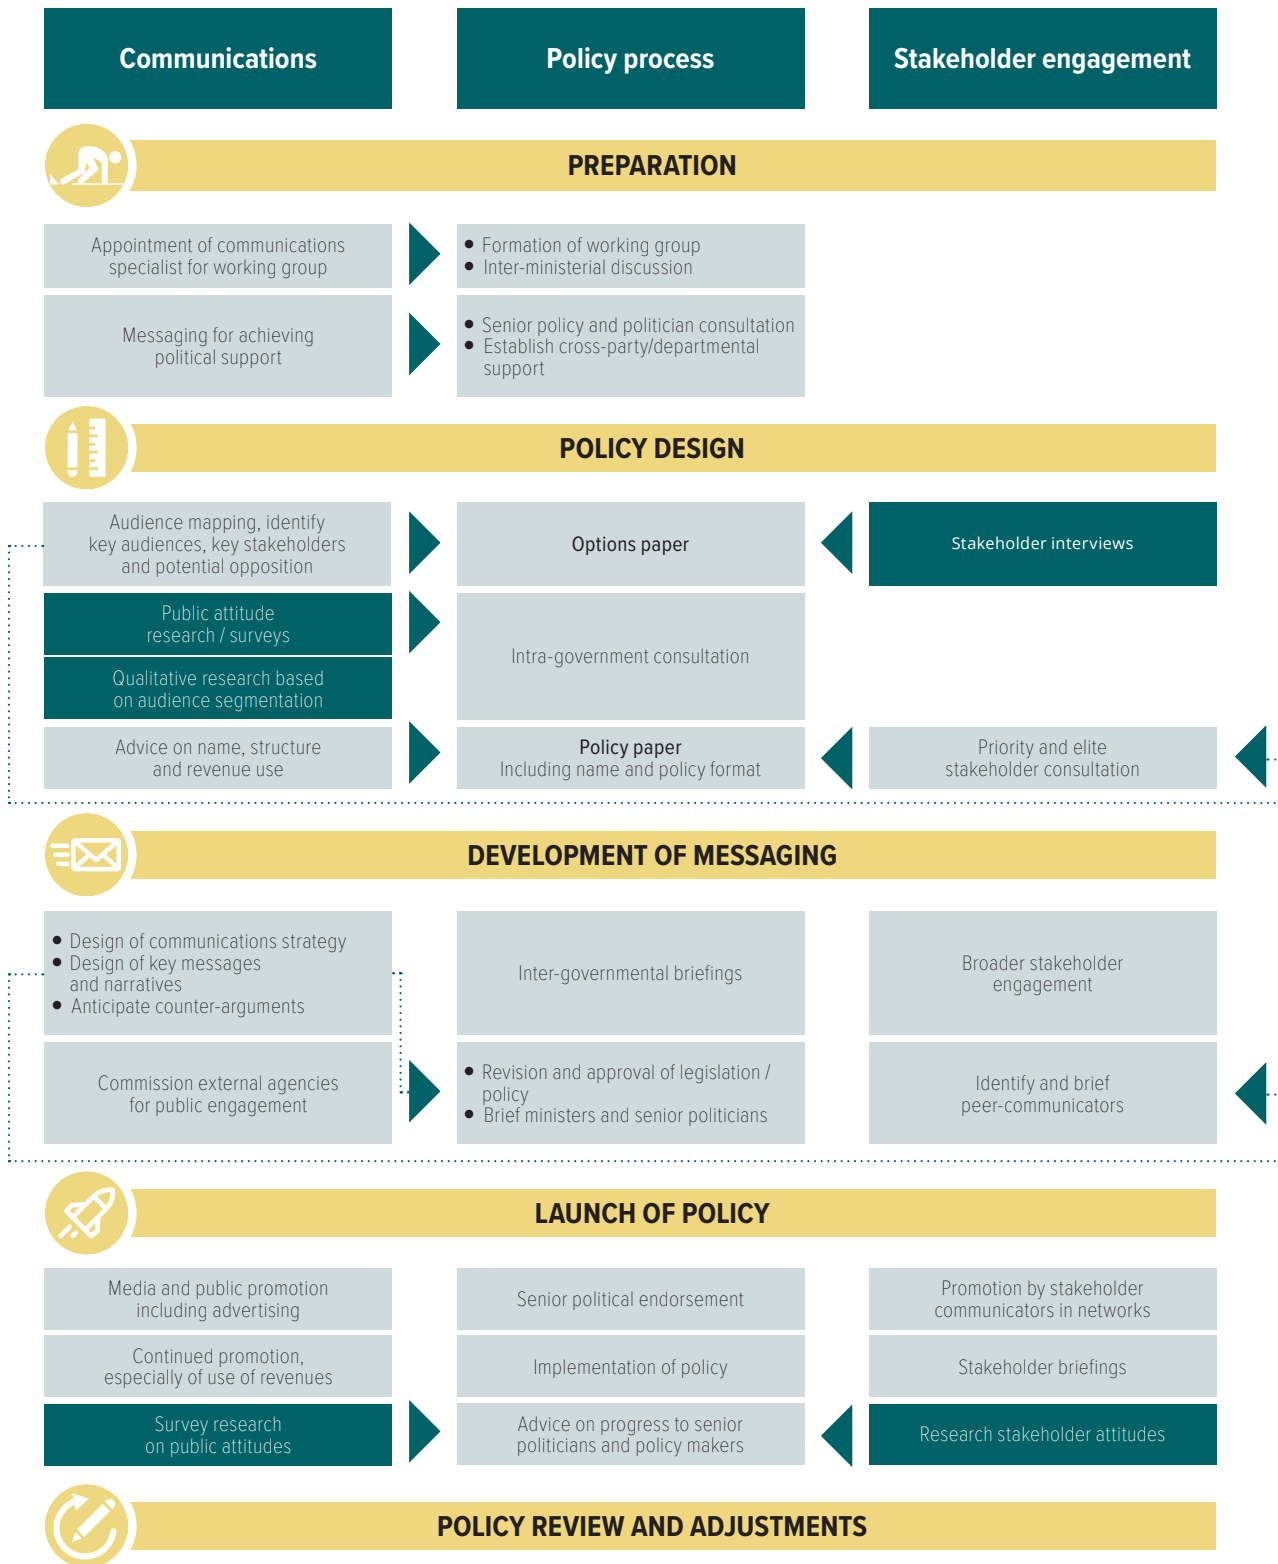 Communications
Policy process
Stakeholder engagement
PREPARATION
Appointment of communications
specialist for working group
• Formation of working group
• Inter-ministerial discussion
Messaging for achieving
political support
• Senior policy and politician consultation
• Establish cross-party/departmental
support
POLICY DESIGN
Audience mapping, identify
key audiences, key stakeholders
and potential opposition
Options paper
Stakeholder interviews
Public attitude
research / surveys
Qualitative research based
on audience segmentation
Intra-government consultation
Advice on name, structure
and revenue use
Policy paper
Including name and policy format
Priority and elite
stakeholder consultation
DEVELOPMENT OF MESSAGING
• Design of communications strategy
• Design of key messages
and narratives
• Anticipate counter-arguments
Inter-governmental briefings
Broader stakeholder
engagement
Commission external agencies
for public engagement
• Revision and approval of legislation /
policy
• Brief ministers and senior politicians
Identify and brief
peer-communicators
LAUNCH OF POLICY
Media and public promotion
including advertising
Senior political endorsement
Promotion by stakeholder
communicators in networks
Continued promotion,
especially of use of revenues
Implementation of policy
Stakeholder briefings
Survey research
on public attitudes
Advice on progress to senior
politicians and policy makers
Research stakeholder attitudes
POLICY REVIEW AND ADJUSTMENTS